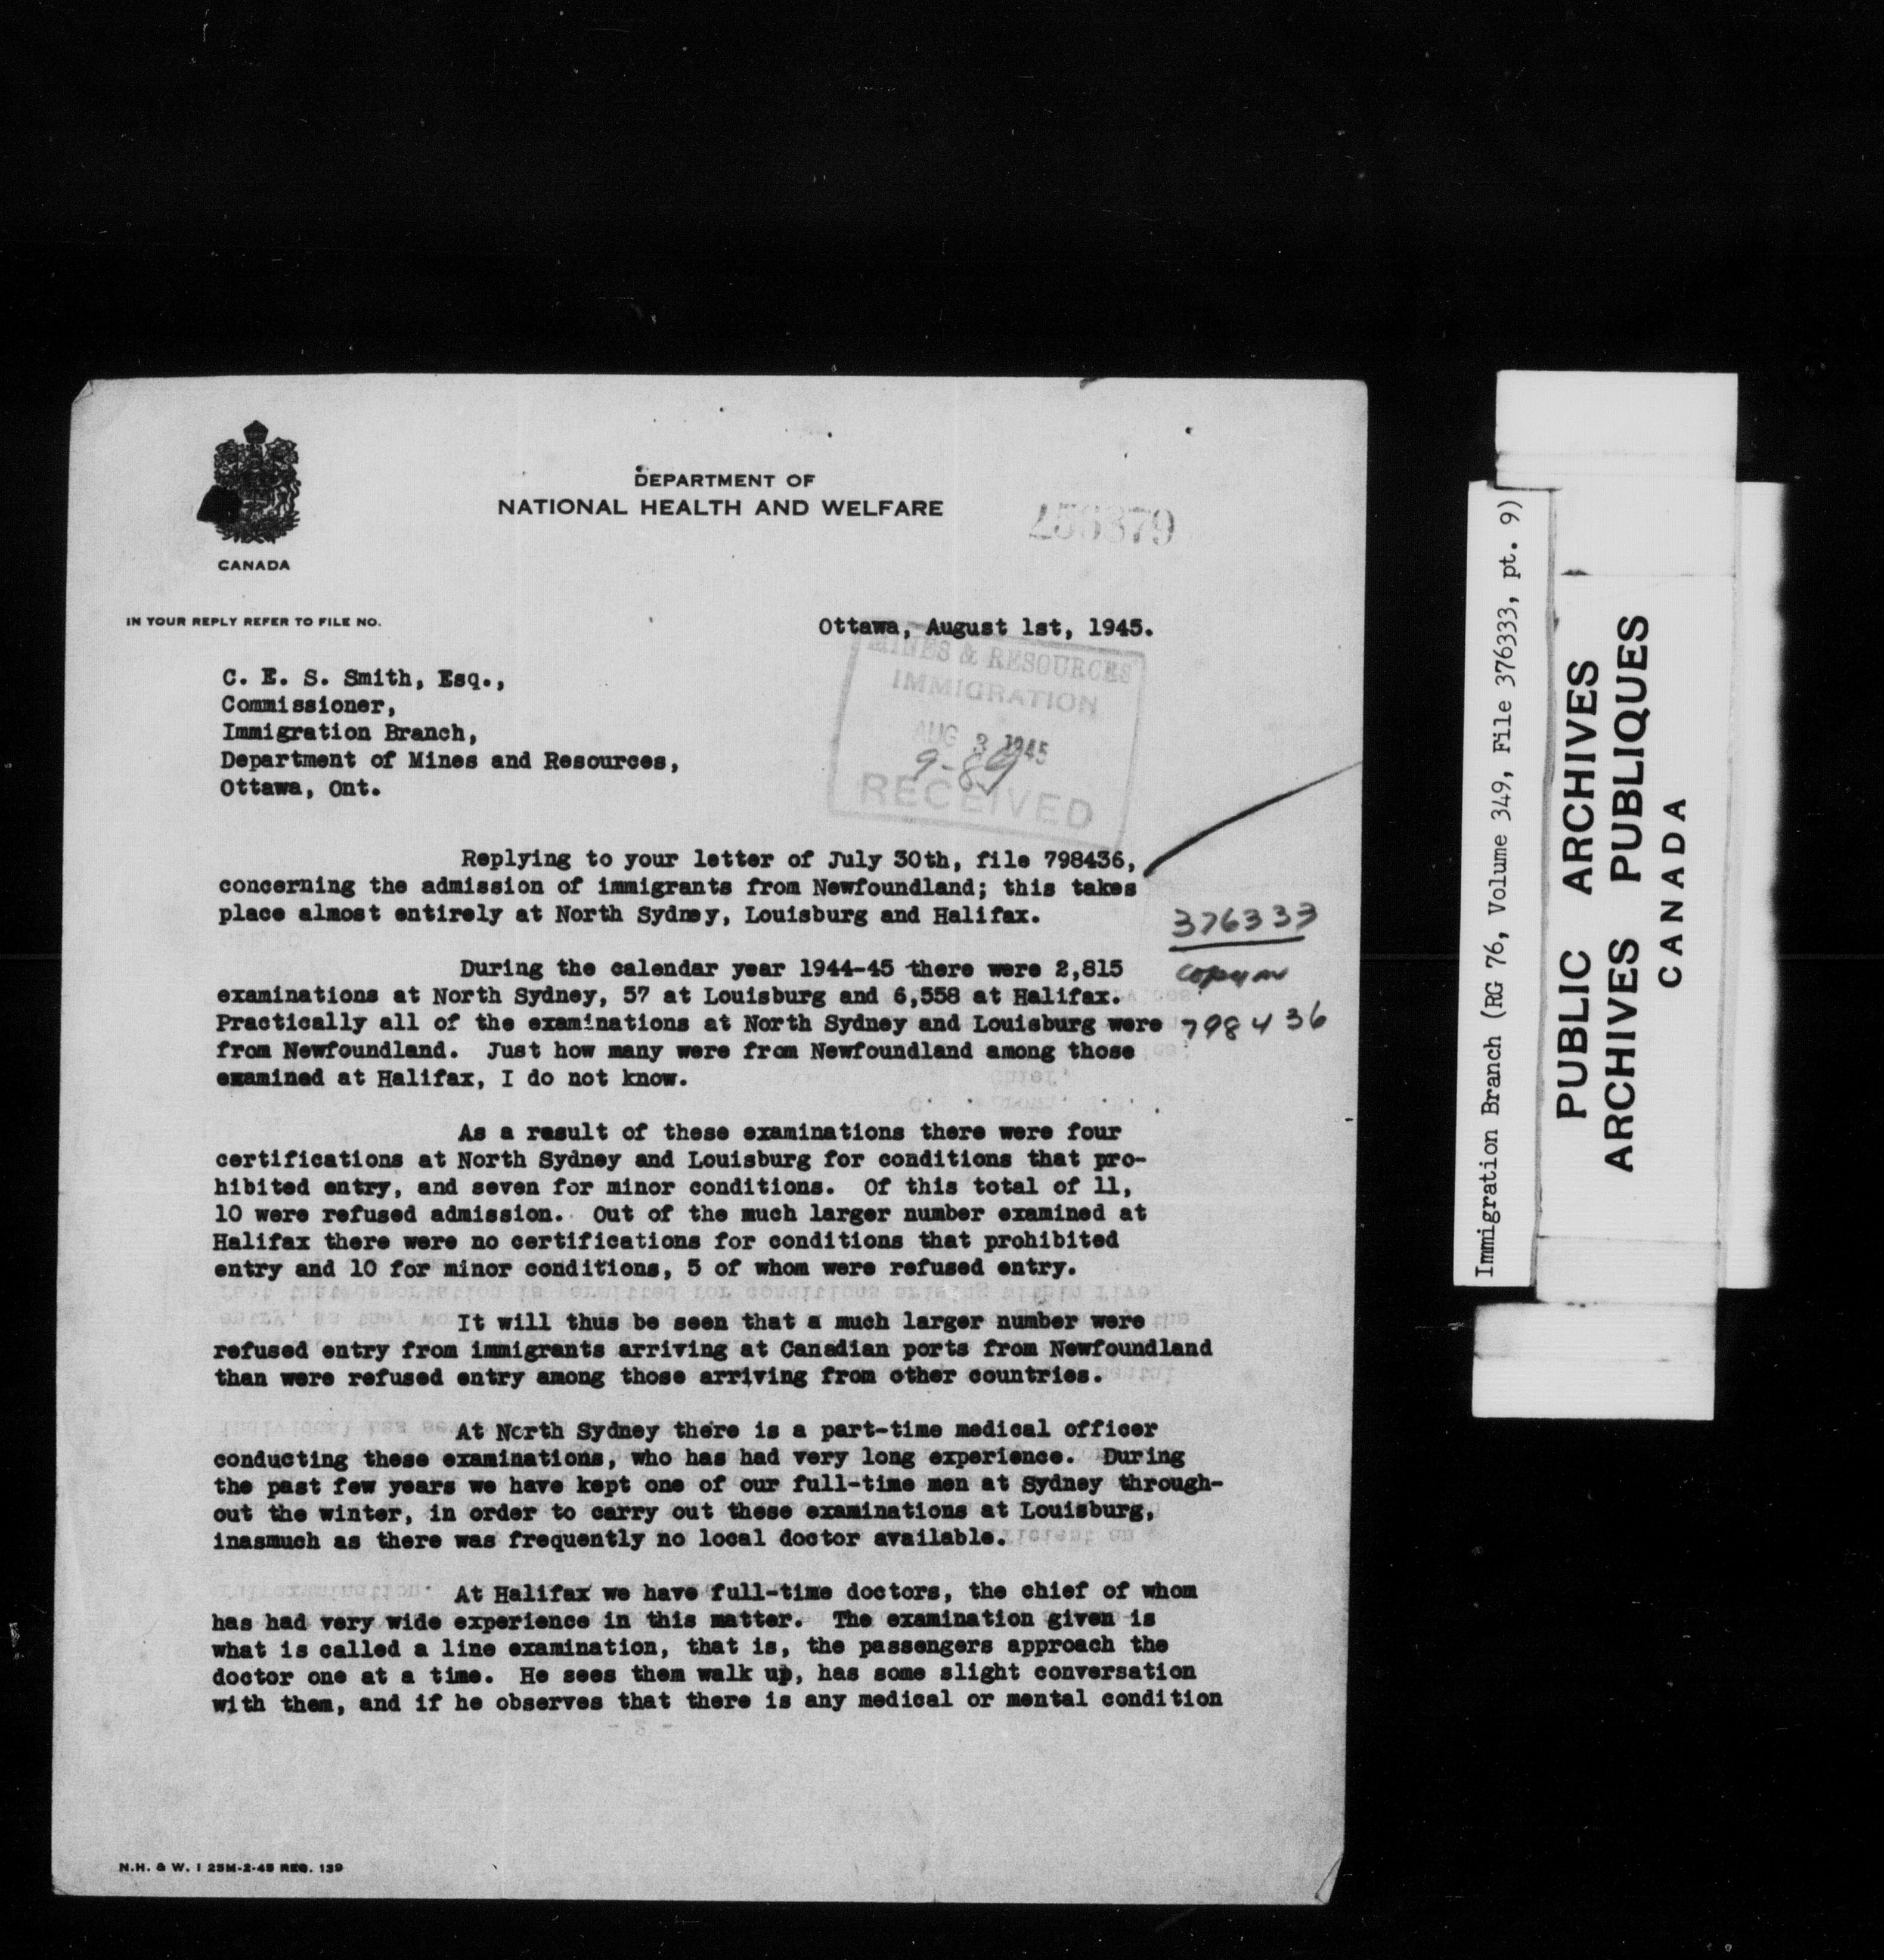 DEPARTMENT OF
NATIONAL HEALTH AND WELFARE
CANADA
IN YOUR REPLY REFER TO FILE NO.
Ottawa, August 1st, 1945.
MINES & RESOURCES
IMMIGRATION
AUG 3 1945
9-89
RECEIVED
C. E. S. Smith, Esq.,
Commissioner,
Immigration Branch,
Department of Mines and Resources,
Ottawa, Ont.
Replying to your letter of July 30th, file 798436,
concerning the admission of immigrants from Newfoundland; this takes
place almost entirely at North Sydney, Louisburg and Halifax.
376333
copy on
798436
During the calendar year 1944-45 there were 2,815
examinations at North Sydney, 57 at Louisburg and 6,558 at Halifax.
Practically all of the examinations at North Sydney and Louisburg were
from Newfoundland. Just how many were from Newfoundland among those
examined at Halifax, I do not know.
As a result of these examinations there were four
certifications at North Sydney and Louisburg for conditions that pro-
hibited entry, and seven for minor conditions. Of this total of 11,
10 were refused admission. Out of the much larger number examined at
Halifax there were no certifications for conditions that prohibited
entry and 10 for minor conditions, 5 of whom were refused entry.
It will thus be seen that a much larger number were
refused entry from immigrants arriving at Canadian ports from Newfoundland
than were refused entry among those arriving from other countries.
At North Sydney there is a part-time medical officer
conducting these examinations, who has had very long experience. During
the past few years we have kept one of our full-time men at Sydney through-
out the winter, in order to carry out these examinations at Louisburg,
inasmuch as there was frequently no local doctor available.
At Halifax we have full-time doctors, the chief of whom
has had very wide experience in this matter. The examination given is
what is called a line examination, that is, the passengers approach the
doctor one at a time. He sees them walk up, has some slight conversation
with them, and if he observes that there is any medical or mental condition
N.H. & W. 1 25M-2-45 REQ. 139
Immigration Branch (RG 76, Volume 349, File 376333, pt. 9)
PUBLIC ARCHIVES
ARCHIVES PUBLIQUES
CANADA